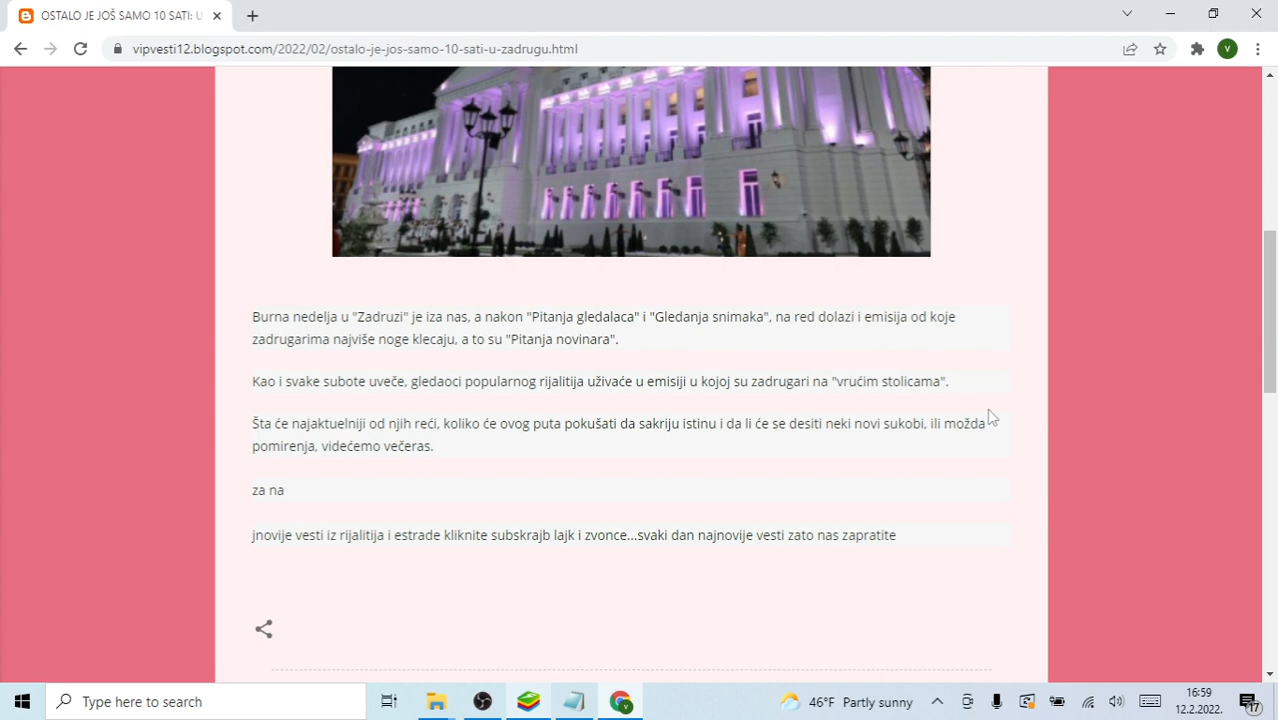 OSTALO JE JOŠ SAMO 10 SATI: U
vipvesti12.blogspot.com/2022/02/ostalo-je-jos-samo-10-sati-u-zadrugu.html
V
Burna nedelja u "Zadruzi" je iza nas, a nakon "Pitanja gledalaca" i "Gledanja snimaka", na red dolazi i emisija od koje
zadrugarima najviše noge klecaju, a to su "Pitanja novinara".
Kao i svake subote uveče, gledaoci popularnog rijalitija uživaće u emisiji u kojoj su zadrugari na "vrućim stolicama".
Šta će najaktuelniji od njih reći, koliko će ovog puta pokušati da sakriju istinu i da li će se desiti neki novi sukobi, ili možda
pomirenja, videćemo večeras.
za na
jnovije vesti iz rijalitija i estrade kliknite subskrajb lajk i zvonce...svaki dan najnovije vesti zato nas zapratite
Type here to search
V
46°F Partly sunny
16:59
12.2.2022.
17